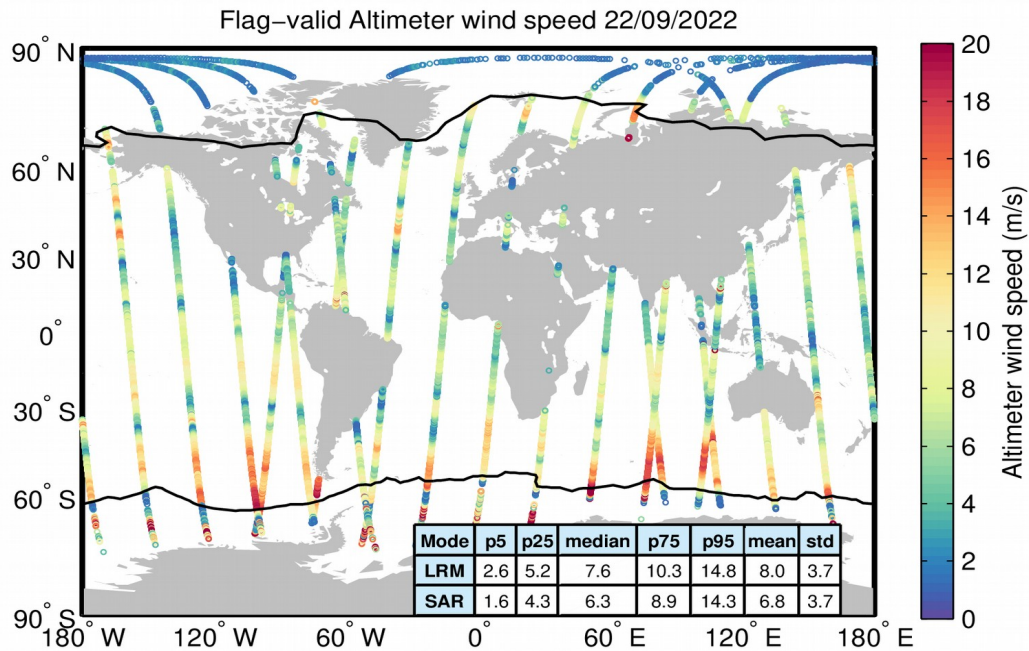 Flag−valid Altimeter wind speed 22/09/2022
90° N
60° N
30° N
0°
30° S
60° S
90° S
180° W
120° W
60° W
0°
60° E
120° E
180° E
Mode p5 p25 median p75 p95 mean std
LRM 2.6 5.2 7.6 10.3 14.8 8.0 3.7
SAR 1.6 4.3 6.3 8.9 14.3 6.8 3.7
20
18
16
14
12
10
8
6
4
2
0
Altimeter wind speed (m/s)